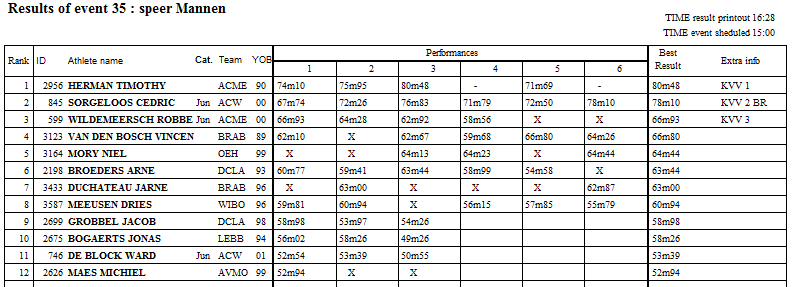 Results of event 35 : speer Mannen
TIME result printout 16:28
TIME event sheduled 15:00
Performances Best
Rank ID Athlete name Cat. Team YOB 1 2 3 4 5 6 Result Extra info
1 2956 HERMAN TIMOTHY ACME 90 74m10 75m95 80m48 - 71m69 - 80m48 KVV 1
2 845 SORGELOOS CEDRIC Jun ACW 00 67m74 72m26 76m83 71m79 72m50 78m10 78m10 KVV 2 BR
3 599 WILDEMEERSCH ROBBE Jun ACME 00 66m93 64m28 62m92 58m56 X X 66m93 KVV 3
4 3123 VAN DEN BOSCH VINCEN BRAB 89 62m10 X 62m67 59m68 66m80 64m26 66m80
5 3164 MORY NIEL OEH 99 X X 64m13 64m23 X 64m44 64m44
6 2198 BROEDERS ARNE DCLA 93 60m77 59m41 63m44 58m99 54m58 X 63m44
7 3433 DUCHATEAU JARNE BRAB 96 X 63m00 X X X 62m87 63m00
8 3587 MEEUSEN DRIES WIBO 96 59m81 60m94 X 56m15 57m85 55m79 60m94
9 2699 GROBBEL JACOB DCLA 98 58m98 53m97 54m26 58m98
10 2675 BOGAERTS JONAS LEBB 94 56m02 58m26 49m26 58m26
11 746 DE BLOCK WARD Jun ACW 01 52m54 53m39 50m55 53m39
12 2626 MAES MICHIEL AVMO 99 52m94 X X 52m94